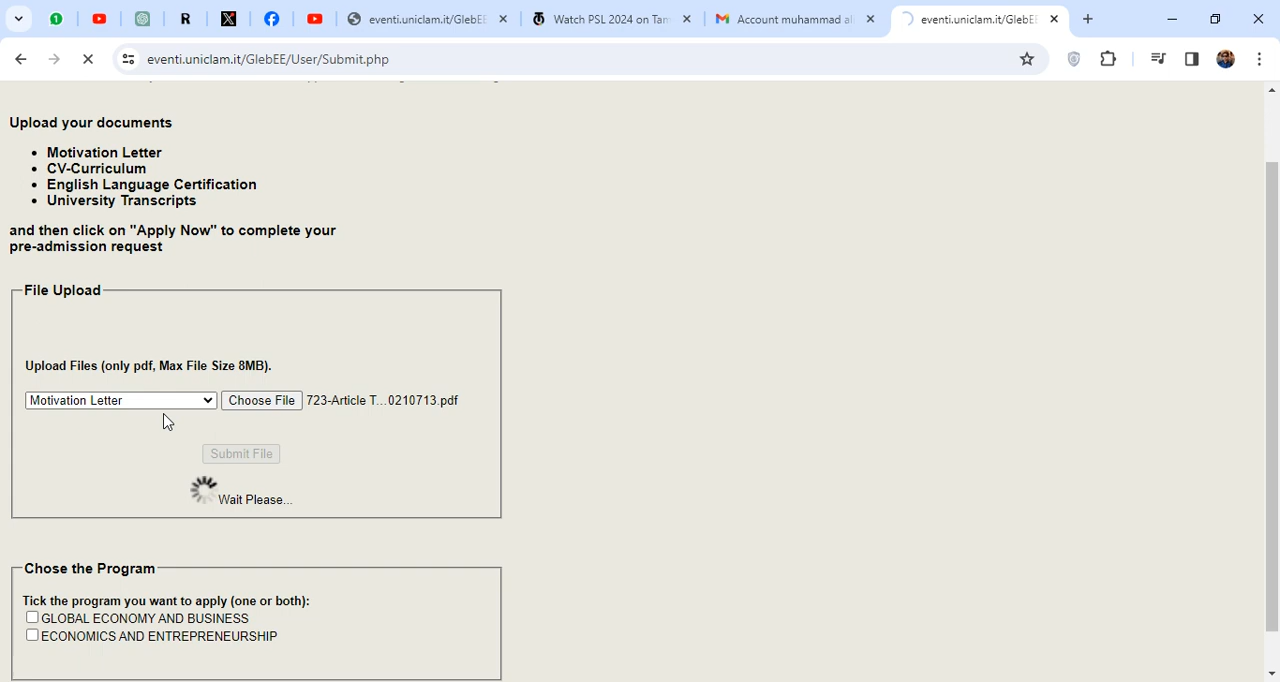 eventi.uniclam.it/GlebEE
Watch PSL 2024 on Tam
Account muhammad al
eventi.uniclam.it/GlebEE
eventi.uniclam.it/GlebEE/User/Submit.php
Upload your documents
Motivation Letter
CV-Curriculum
English Language Certification
University Transcripts
and then click on "Apply Now" to complete your
pre-admission request
File Upload
Upload Files (only pdf, Max File Size 8MB).
Motivation Letter Choose File 723-Article T...0210713.pdf
Submit File
Wait Please...
Chose the Program
Tick the program you want to apply (one or both):
GLOBAL ECONOMY AND BUSINESS
ECONOMICS AND ENTREPRENEURSHIP